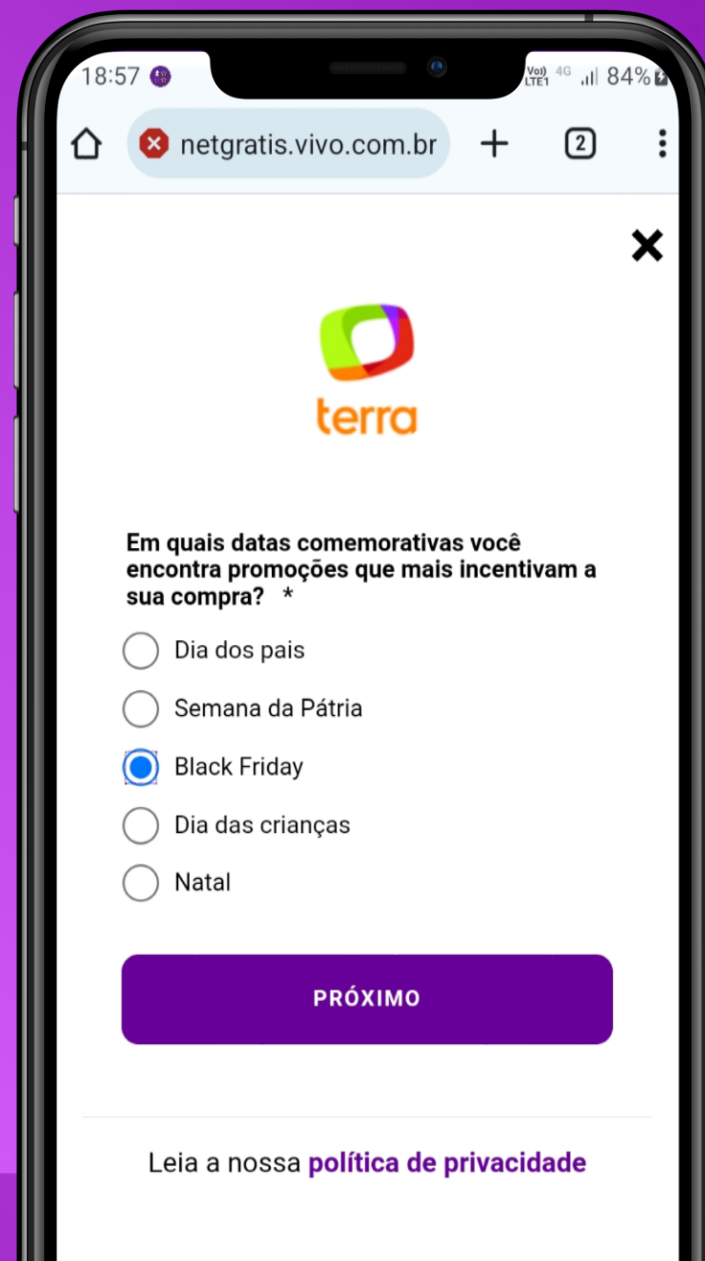 18:57
Vo)) LTE1 4G 84%
netgratis.vivo.com.br
2
terra
Em quais datas comemorativas você
encontra promoções que mais incentivam a
sua compra? *
Dia dos pais
Semana da Pátria
Black Friday
Dia das crianças
Natal
PRÓXIMO
Leia a nossa política de privacidade